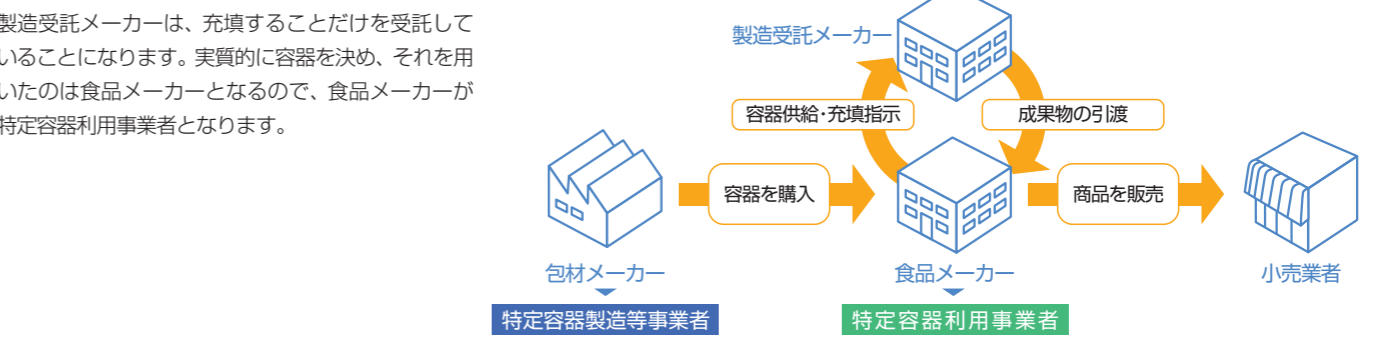 製造受託メーカーは、充填することだけを受託して
いることになります。実質的に容器を決め、それを用
いたのは食品メーカーとなるので、食品メーカーが
特定容器利用事業者となります。
製造受託メーカー
容器供給・充填指示
成果物の引渡
容器を購入
商品を販売
包材メーカー
食品メーカー
小売業者
特定容器製造等事業者
特定容器利用事業者